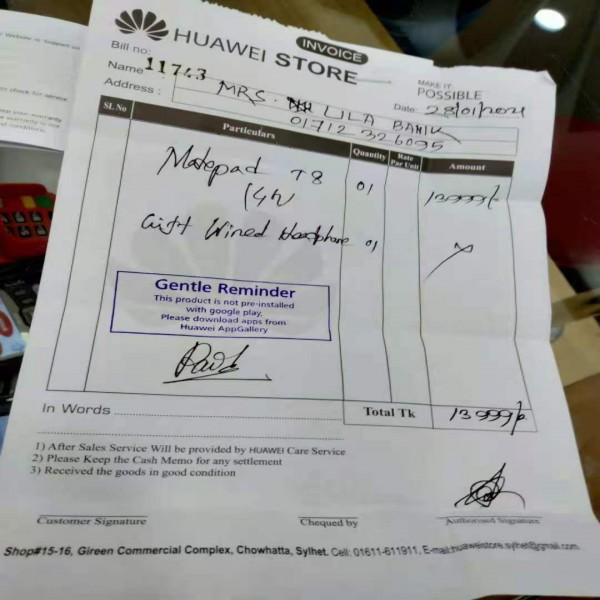 INVOICE
HUAWEI STORE
MAKE IT
POSSIBLE
Bill no:
11743
Name
Date: 28/01/2021
Address :
MRS. LILA BANIK
01712 326095
SL.No
Particulars
Quantity
Rate Par Unit
Amount
Matepad T8 01 13999/-
Gift Wired Headphone 01
Gentle Reminder
This product is not pre-installed
with google play,
Please download apps from
Huawei AppGallery
In Words
Total Tk 13999/-
1) After Sales Service Will be provided by HUAWEI Care Service
2) Please Keep the Cash Memo for any settlement
3) Received the goods in good condition
Customer Signature
Chequed by
Authorised Signature
Shop#15-16, Gireen Commercial Complex, Chowhatta, Sylhet. Cell: 01611-611911, E-mail:huaweistore.sylhet@gmail.com